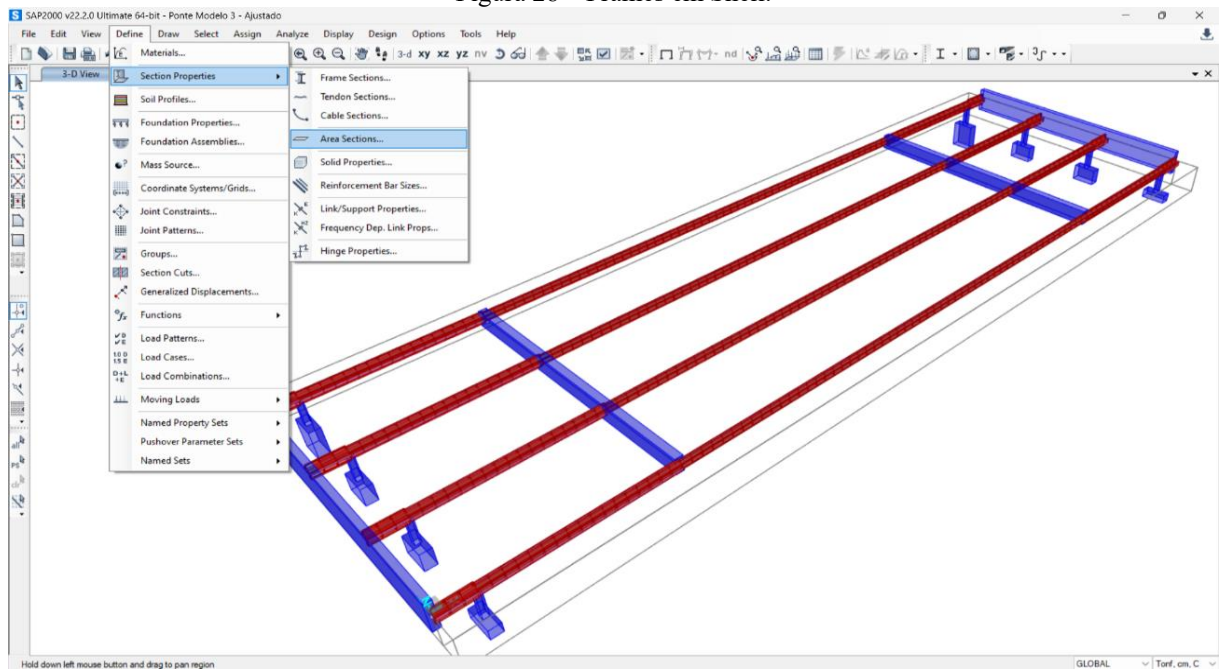 SAP2000 v22.2.0 Ultimate 64-bit - Ponte Modelo 3 - Ajustado
File Edit View Define Draw Select Assign Analyze Display Design Options Tools Help
3-d xy xz yz nv
nd
3-D View
Materials...
Section Properties
Soil Profiles...
Foundation Properties...
Foundation Assemblies...
Mass Source...
Coordinate Systems/Grids...
Joint Constraints...
Joint Patterns...
Groups...
Section Cuts...
Generalized Displacements...
Functions
Load Patterns...
Load Cases...
Load Combinations...
Moving Loads
Named Property Sets
Pushover Parameter Sets
Named Sets
Frame Sections...
Tendon Sections...
Cable Sections...
Area Sections...
Solid Properties...
Reinforcement Bar Sizes...
Link/Support Properties...
Frequency Dep. Link Props...
Hinge Properties...
all
PS
clr
Hold down left mouse button and drag to pan region
GLOBAL
Tonf, cm, C